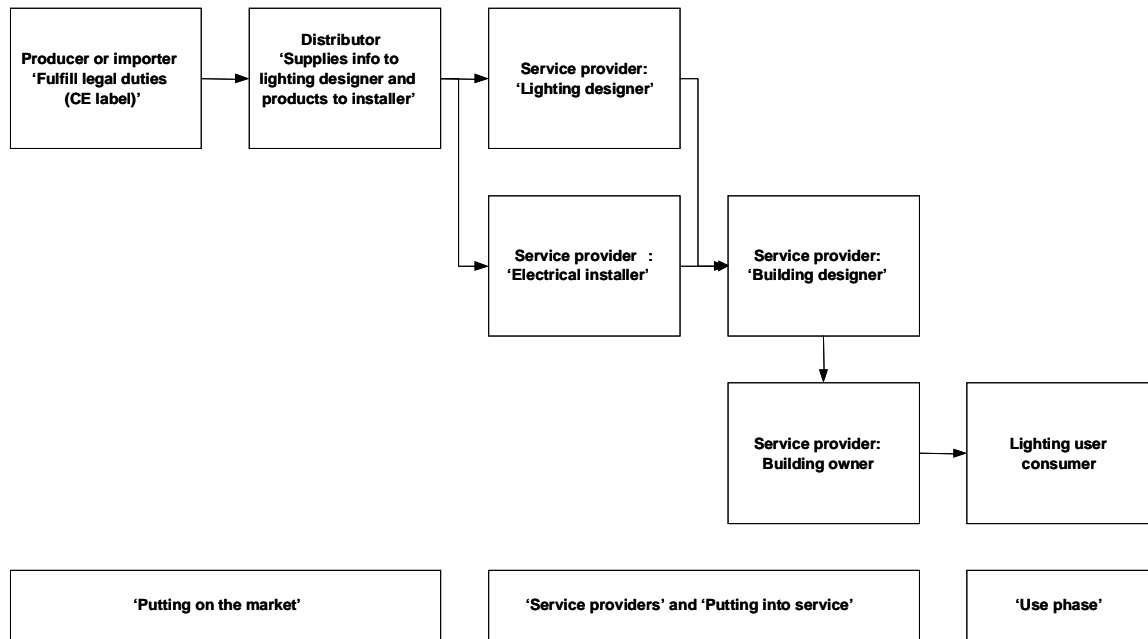 Producer or importer
‘Fulfill legal duties
(CE label)’
Distributor
‘Supplies info to
lighting designer and
products to installer’
Service provider:
‘Lighting designer’
Service provider :
‘Electrical installer’
Service provider:
‘Building designer’
Service provider:
Building owner
Lighting user
consumer
‘Putting on the market’
‘Service providers’ and ‘Putting into service’
‘Use phase’